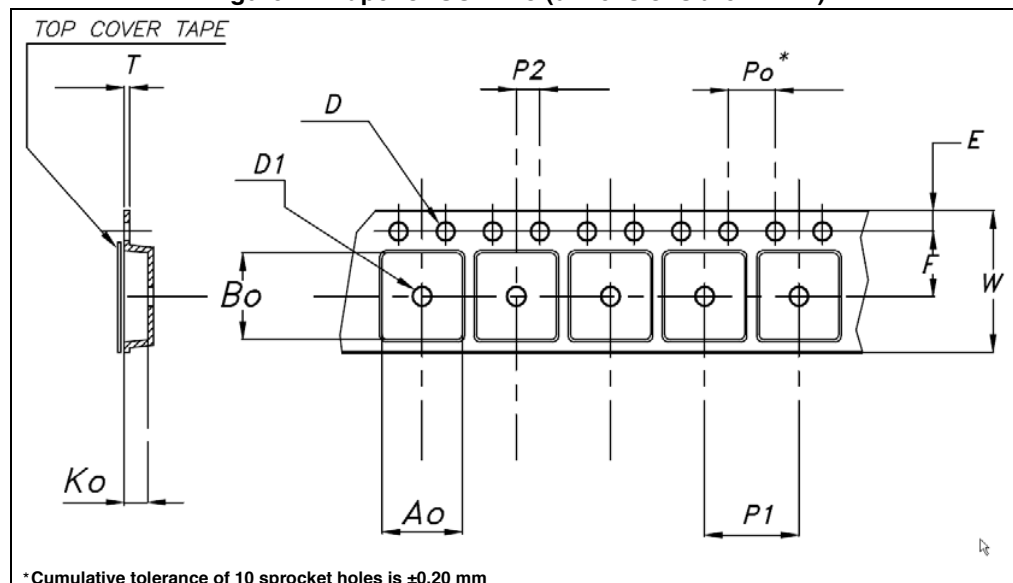 TOP COVER TAPE
T
P2
Po*
D
E
D1
F
W
Bo
Ko
Ao
P1
*Cumulative tolerance of 10 sprocket holes is ±0.20 mm